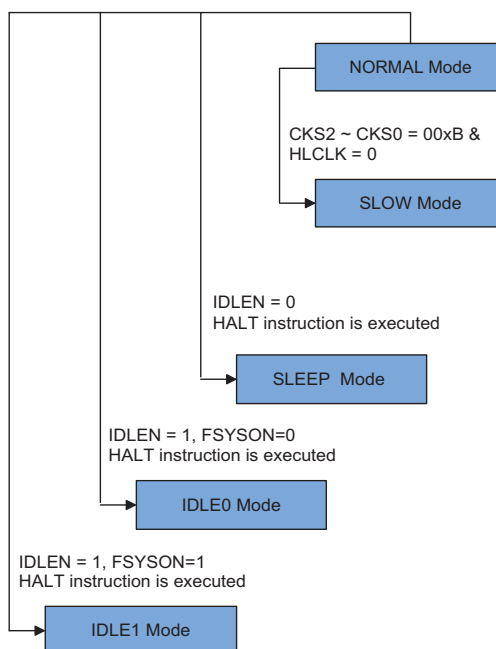 NORMAL Mode
CKS2 ~ CKS0 = 00xB &
HLCLK = 0
SLOW Mode
IDLEN = 0
HALT instruction is executed
SLEEP Mode
IDLEN = 1, FSYSON=0
HALT instruction is executed
IDLE0 Mode
IDLEN = 1, FSYSON=1
HALT instruction is executed
IDLE1 Mode